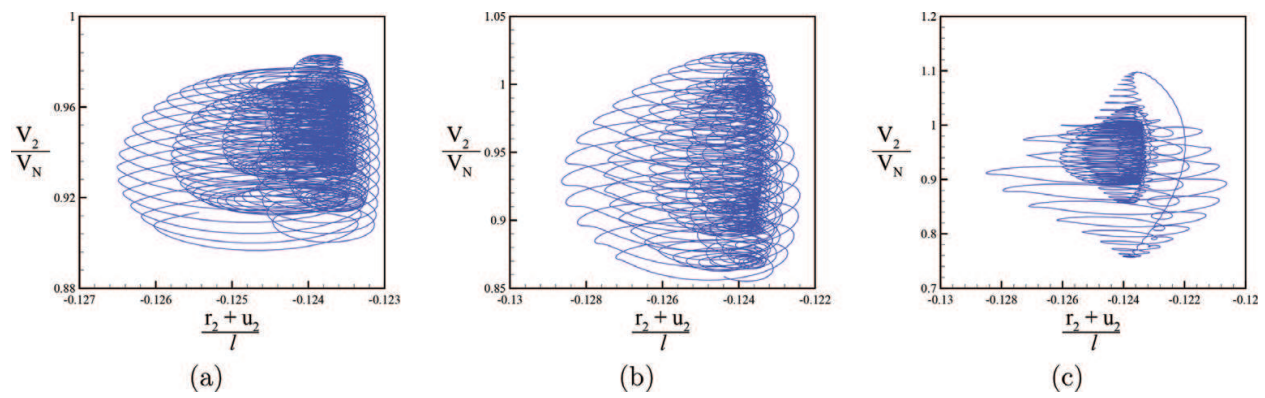 1
0.96
V₂
V_N
0.92
0.88
-0.127
-0.126
-0.125
-0.124
-0.123
r₂ + u₂
l
(a)
1.05
1
V₂
V_N
0.95
0.9
0.85
-0.13
-0.128
-0.126
-0.124
-0.122
r₂ + u₂
l
(b)
1.2
1.1
1
V₂
V_N
0.9
0.8
0.7
-0.13
-0.128
-0.126
-0.124
-0.122
-0.12
r₂ + u₂
l
(c)